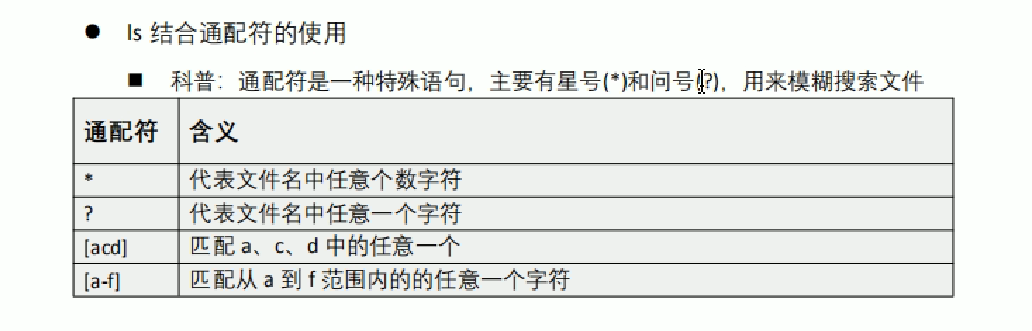 ● ls 结合通配符的使用
■ 科普：通配符是一种特殊语句，主要有星号(*)和问号(?)，用来模糊搜索文件
通配符 含义
* 代表文件名中任意个数字符
? 代表文件名中任意一个字符
[acd] 匹配 a、c、d 中的任意一个
[a-f] 匹配从 a 到 f 范围内的的任意一个字符